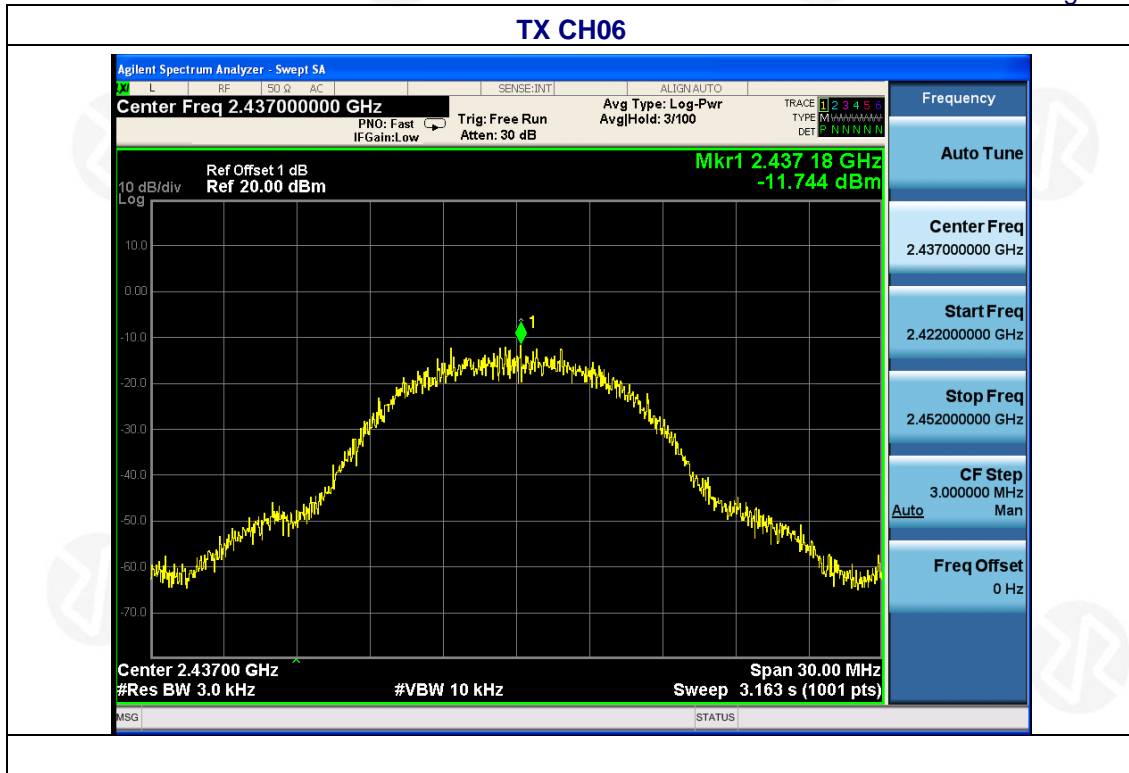 TX CH06
Agilent Spectrum Analyzer - Swept SA
L RF 50 Ω AC SENSE:INT ALIGN AUTO
Center Freq 2.437000000 GHz
PNO: Fast
IFGain:Low
Trig: Free Run
Atten: 30 dB
Avg Type: Log-Pwr
Avg|Hold: 3/100
TRACE 1 2 3 4 5 6
TYPE M
DET P N N N N N
Mkr1 2.437 18 GHz
-11.744 dBm
Ref Offset 1 dB
10 dB/div Ref 20.00 dBm
Log
10.0
0.00
-10.0
-20.0
-30.0
-40.0
-50.0
-60.0
-70.0
1
Center 2.43700 GHz Span 30.00 MHz
#Res BW 3.0 kHz #VBW 10 kHz Sweep 3.163 s (1001 pts)
MSG STATUS
Frequency
Auto Tune
Center Freq
2.437000000 GHz
Start Freq
2.422000000 GHz
Stop Freq
2.452000000 GHz
CF Step
3.000000 MHz
Auto Man
Freq Offset
0 Hz